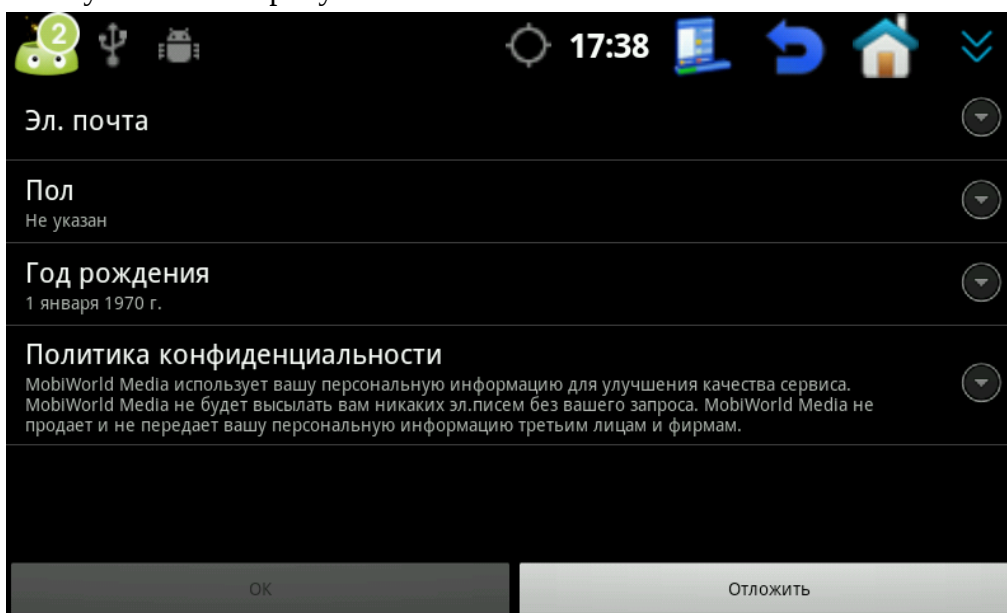 2
17:38
Эл. почта
Пол
Не указан
Год рождения
1 января 1970 г.
Политика конфиденциальности
MobiWorld Media использует вашу персональную информацию для улучшения качества сервиса.
MobiWorld Media не будет высылать вам никаких эл.писем без вашего запроса. MobiWorld Media не
продает и не передает вашу персональную информацию третьим лицам и фирмам.
ОК
Отложить